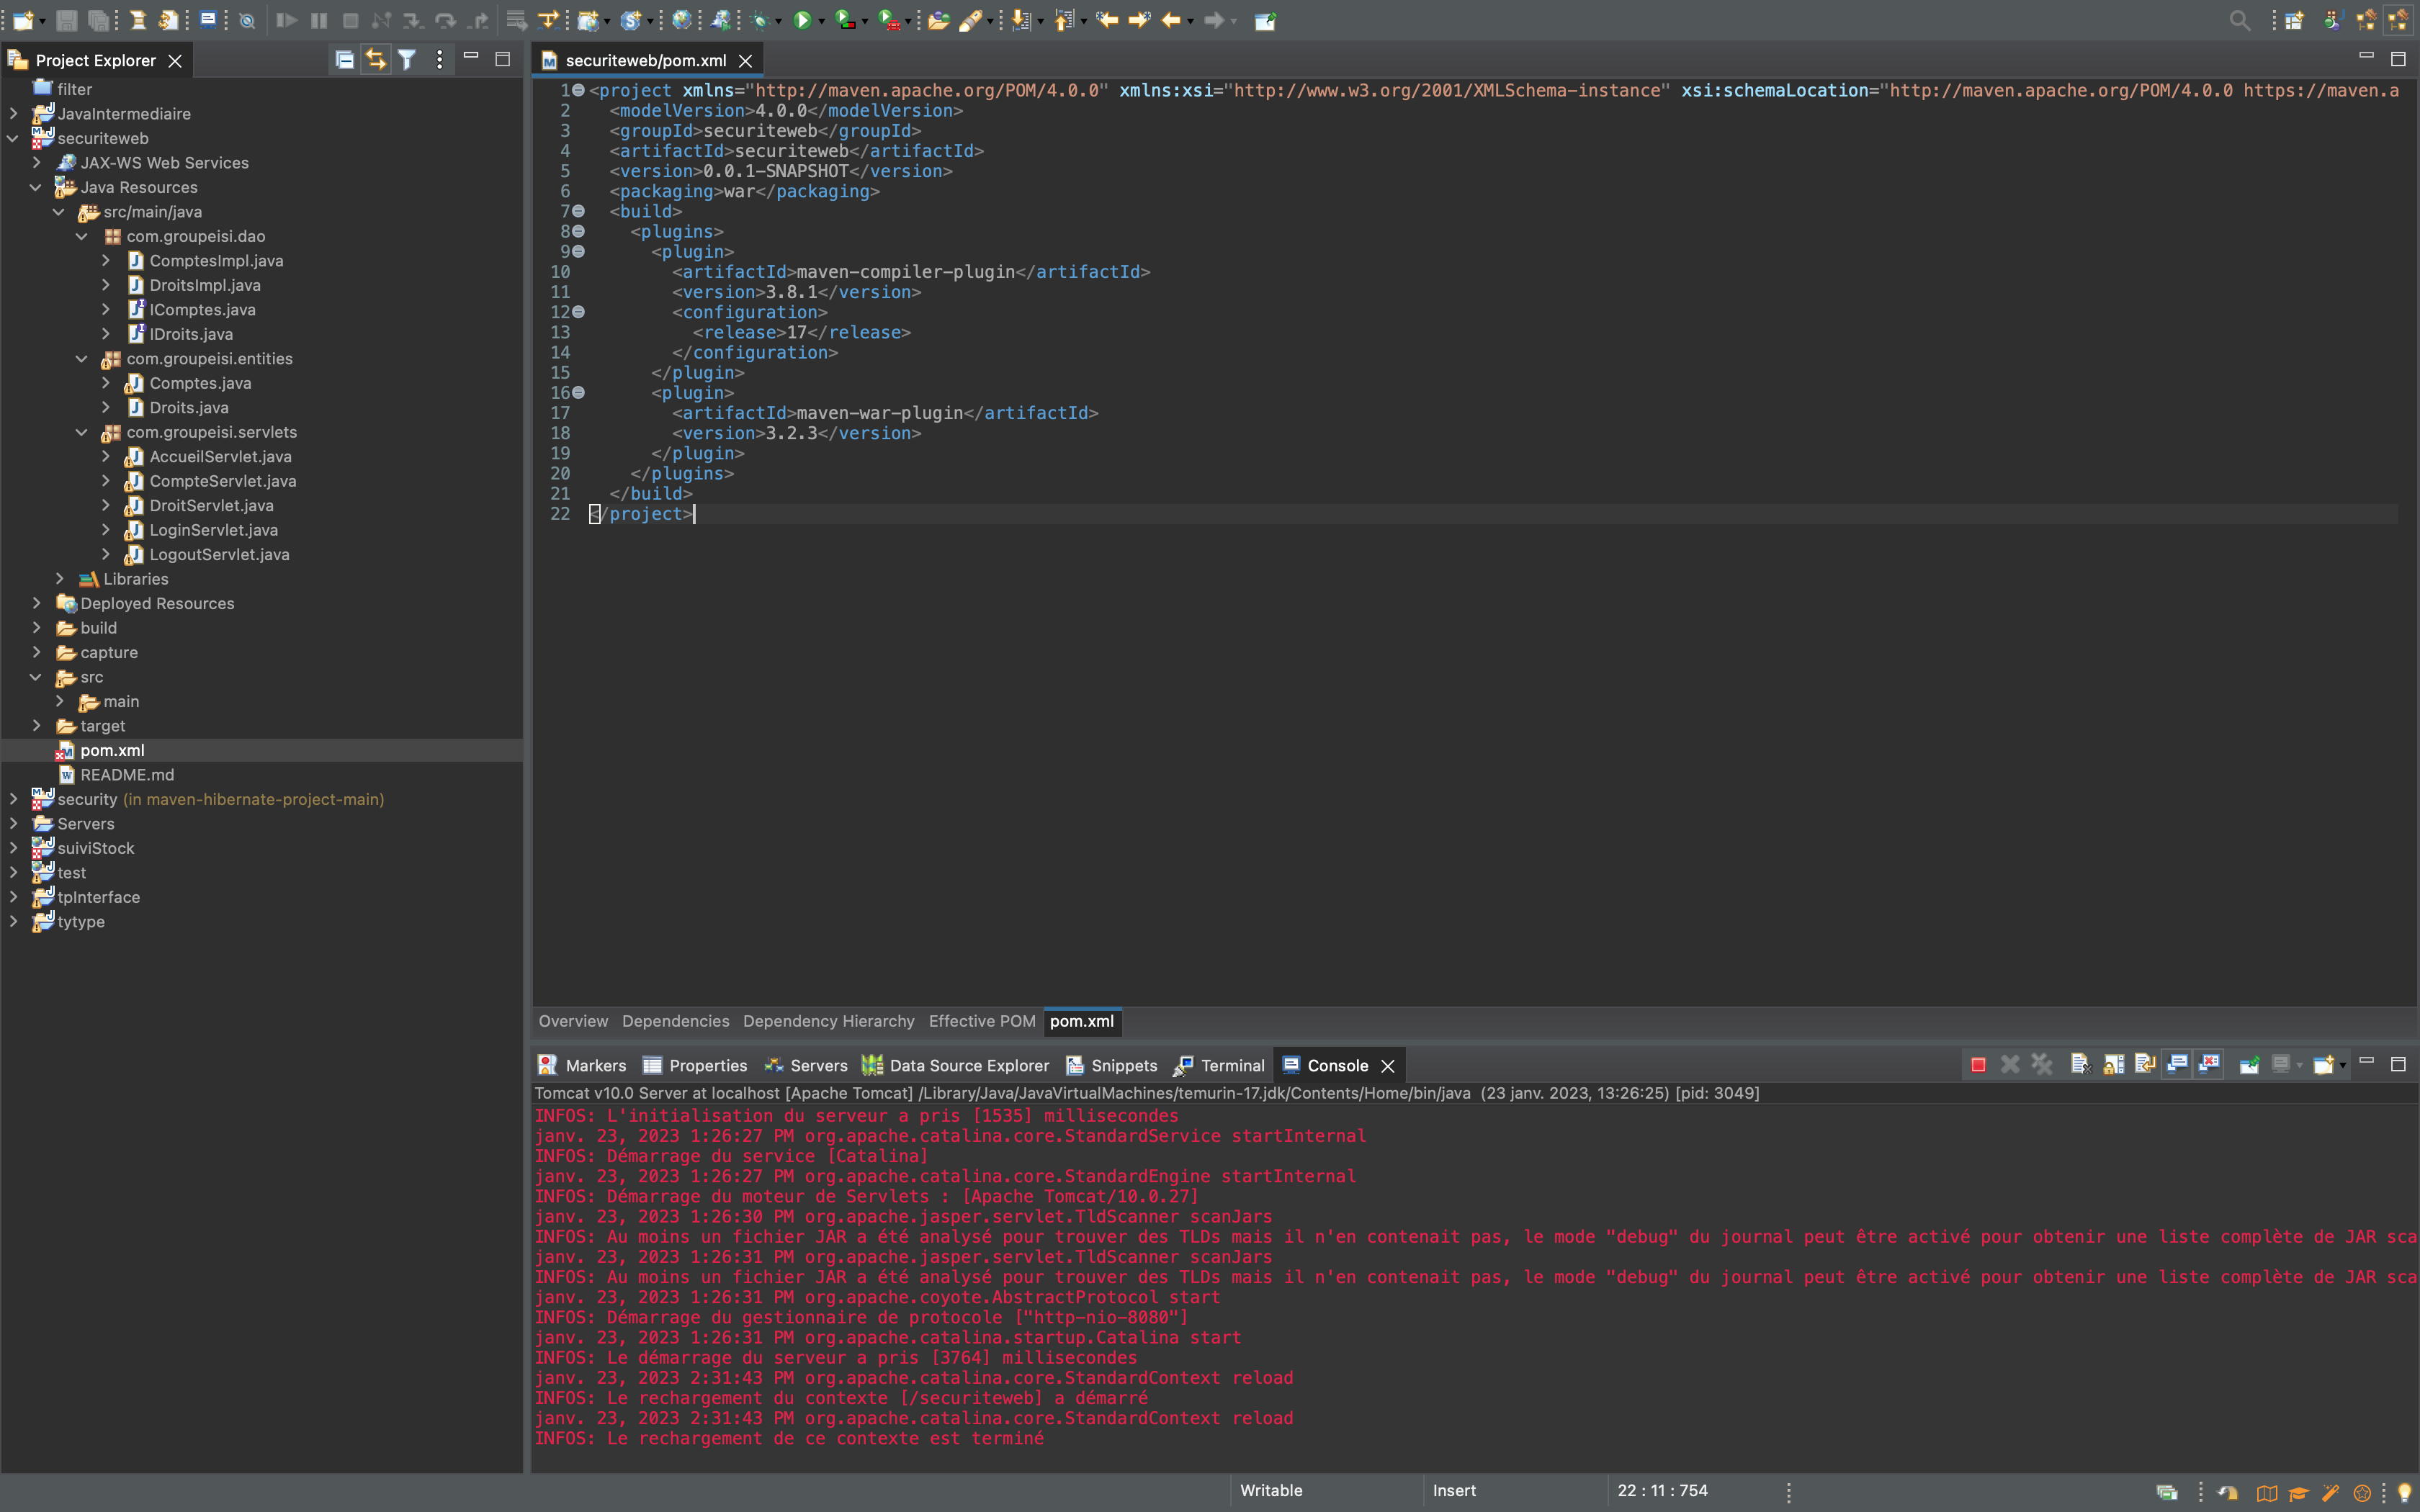 Project Explorer
filter
JavaIntermediaire
securiteweb
JAX-WS Web Services
Java Resources
src/main/java
com.groupeisi.dao
ComptesImpl.java
DroitsImpl.java
IComptes.java
IDroits.java
com.groupeisi.entities
Comptes.java
Droits.java
com.groupeisi.servlets
AccueilServlet.java
CompteServlet.java
DroitServlet.java
LoginServlet.java
LogoutServlet.java
Libraries
Deployed Resources
build
capture
src
main
target
pom.xml
README.md
security (in maven-hibernate-project-main)
Servers
suiviStock
test
tpInterface
tytype
securiteweb/pom.xml
1 <project xmlns="http://maven.apache.org/POM/4.0.0" xmlns:xsi="http://www.w3.org/2001/XMLSchema-instance" xsi:schemaLocation="http://maven.apache.org/POM/4.0.0 https://maven.a
2 <modelVersion>4.0.0</modelVersion>
3 <groupId>securiteweb</groupId>
4 <artifactId>securiteweb</artifactId>
5 <version>0.0.1-SNAPSHOT</version>
6 <packaging>war</packaging>
7 <build>
8 <plugins>
9 <plugin>
10 <artifactId>maven-compiler-plugin</artifactId>
11 <version>3.8.1</version>
12 <configuration>
13 <release>17</release>
14 </configuration>
15 </plugin>
16 <plugin>
17 <artifactId>maven-war-plugin</artifactId>
18 <version>3.2.3</version>
19 </plugin>
20 </plugins>
21 </build>
22 </project>
Overview Dependencies Dependency Hierarchy Effective POM pom.xml
Markers Properties Servers Data Source Explorer Snippets Terminal Console
Tomcat v10.0 Server at localhost [Apache Tomcat] /Library/Java/JavaVirtualMachines/temurin-17.jdk/Contents/Home/bin/java (23 janv. 2023, 13:26:25) [pid: 3049]
INFOS: L'initialisation du serveur a pris [1535] millisecondes
janv. 23, 2023 1:26:27 PM org.apache.catalina.core.StandardService startInternal
INFOS: Démarrage du service [Catalina]
janv. 23, 2023 1:26:27 PM org.apache.catalina.core.StandardEngine startInternal
INFOS: Démarrage du moteur de Servlets : [Apache Tomcat/10.0.27]
janv. 23, 2023 1:26:30 PM org.apache.jasper.servlet.TldScanner scanJars
INFOS: Au moins un fichier JAR a été analysé pour trouver des TLDs mais il n'en contenait pas, le mode "debug" du journal peut être activé pour obtenir une liste complète de JAR sca
janv. 23, 2023 1:26:31 PM org.apache.jasper.servlet.TldScanner scanJars
INFOS: Au moins un fichier JAR a été analysé pour trouver des TLDs mais il n'en contenait pas, le mode "debug" du journal peut être activé pour obtenir une liste complète de JAR sca
janv. 23, 2023 1:26:31 PM org.apache.coyote.AbstractProtocol start
INFOS: Démarrage du gestionnaire de protocole ["http-nio-8080"]
janv. 23, 2023 1:26:31 PM org.apache.catalina.startup.Catalina start
INFOS: Le démarrage du serveur a pris [3764] millisecondes
janv. 23, 2023 2:31:43 PM org.apache.catalina.core.StandardContext reload
INFOS: Le rechargement du contexte [/securiteweb] a démarré
janv. 23, 2023 2:31:43 PM org.apache.catalina.core.StandardContext reload
INFOS: Le rechargement de ce contexte est terminé
Writable Insert 22 : 11 : 754